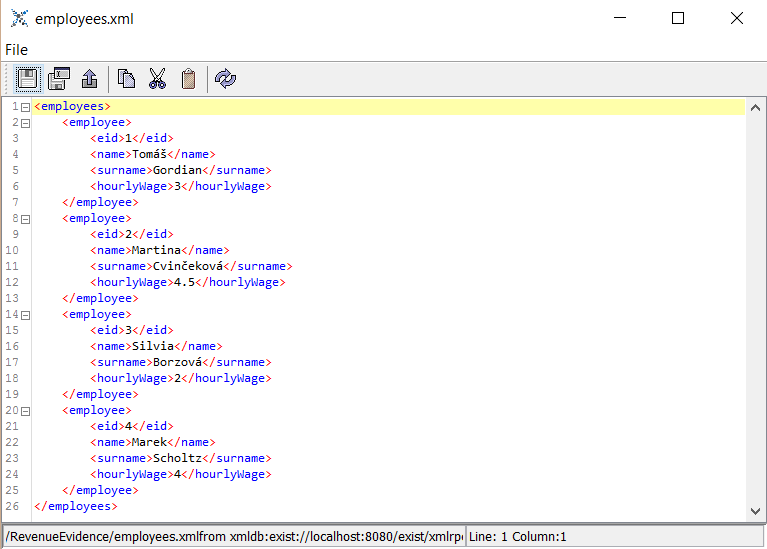 employees.xml
File
1 <employees>
2 <employee>
3 <eid>1</eid>
4 <name>Tomáš</name>
5 <surname>Gordian</surname>
6 <hourlyWage>3</hourlyWage>
7 </employee>
8 <employee>
9 <eid>2</eid>
10 <name>Martina</name>
11 <surname>Cvinčeková</surname>
12 <hourlyWage>4.5</hourlyWage>
13 </employee>
14 <employee>
15 <eid>3</eid>
16 <name>Silvia</name>
17 <surname>Borzová</surname>
18 <hourlyWage>2</hourlyWage>
19 </employee>
20 <employee>
21 <eid>4</eid>
22 <name>Marek</name>
23 <surname>Scholtz</surname>
24 <hourlyWage>4</hourlyWage>
25 </employee>
26 </employees>
/RevenueEvidence/employees.xmlfrom xmldb:exist://localhost:8080/exist/xmlrp Line: 1 Column:1